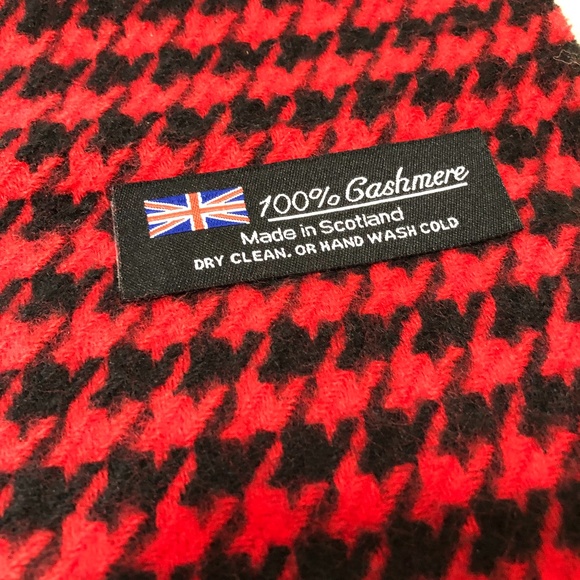 100% Cashmere
Made in Scotland
DRY CLEAN. OR HAND WASH COLD